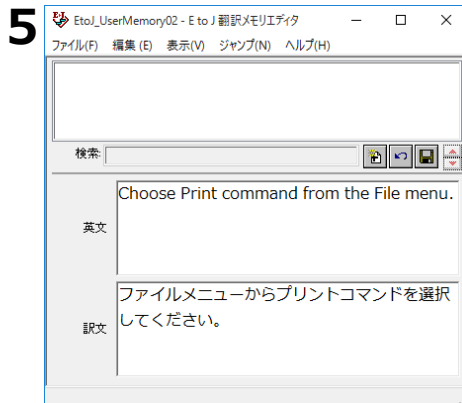 5
EtoJ_UserMemory02 - E to J 翻訳メモリエディタ
ファイル(F) 編集(E) 表示(V) ジャンプ(N) ヘルプ(H)
検索:
英文
Choose Print command from the File menu.
訳文
ファイルメニューからプリントコマンドを選択
してください。